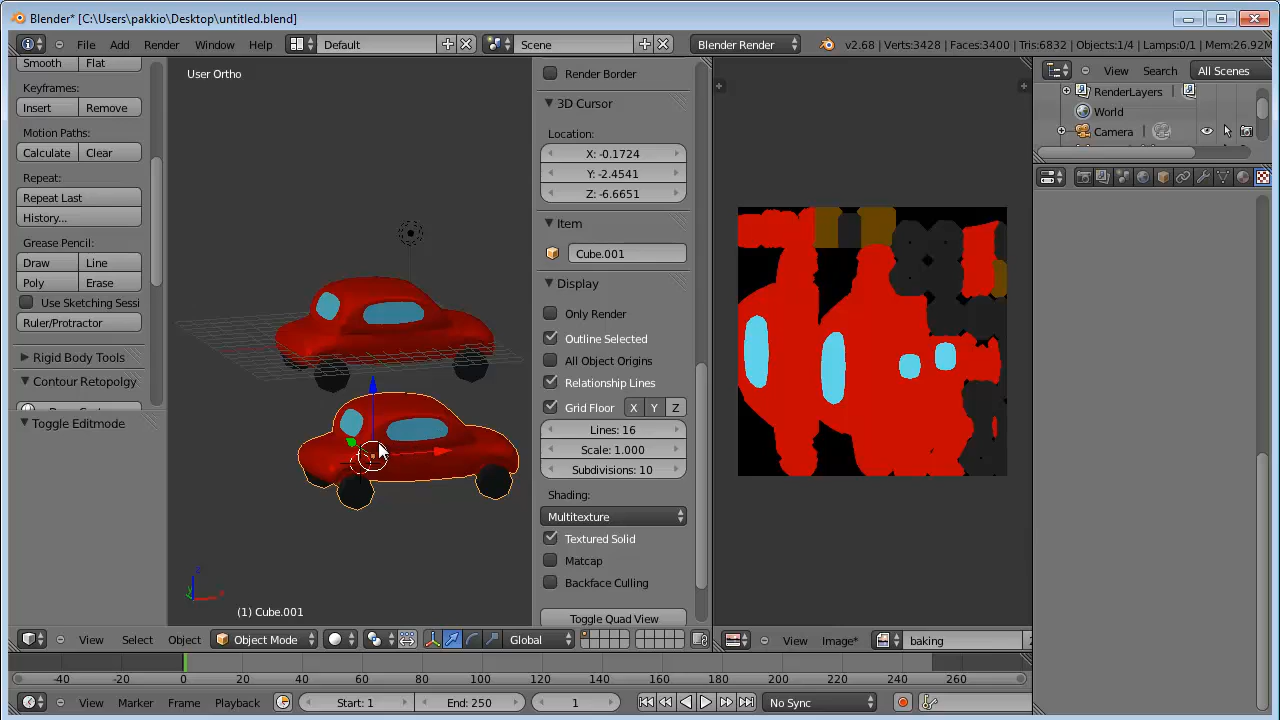 Blender* [C:\Users\pakkio\Desktop\untitled.blend]
File Add Render Window Help Default Scene Blender Render v2.68 | Verts:3428 | Faces:3400 | Tris:6832 | Objects:1/4 | Lamps:0/1 | Mem:26.92M
Smooth Flat
Keyframes:
Insert Remove
Motion Paths:
Calculate Clear
Repeat:
Repeat Last
History...
Grease Pencil:
Draw Line
Poly Erase
Use Sketching Sessi
Ruler/Protractor
Rigid Body Tools
Contour Retopology
Toggle Editmode
User Ortho
(1) Cube.001
Render Border
3D Cursor
Location:
X: -0.1724
Y: -2.4541
Z: -6.6651
Item
Cube.001
Display
Only Render
Outline Selected
All Object Origins
Relationship Lines
Grid Floor X Y Z
Lines: 16
Scale: 1.000
Subdivisions: 10
Shading:
Multitexture
Textured Solid
Matcap
Backface Culling
Toggle Quad View
View Search All Scenes
RenderLayers
World
Camera
View Select Object Object Mode Global
View Image* baking 2
-40 -20 0 20 40 60 80 100 120 140 160 180 200 220 240 260
View Marker Frame Playback Start: 1 End: 250 1 No Sync